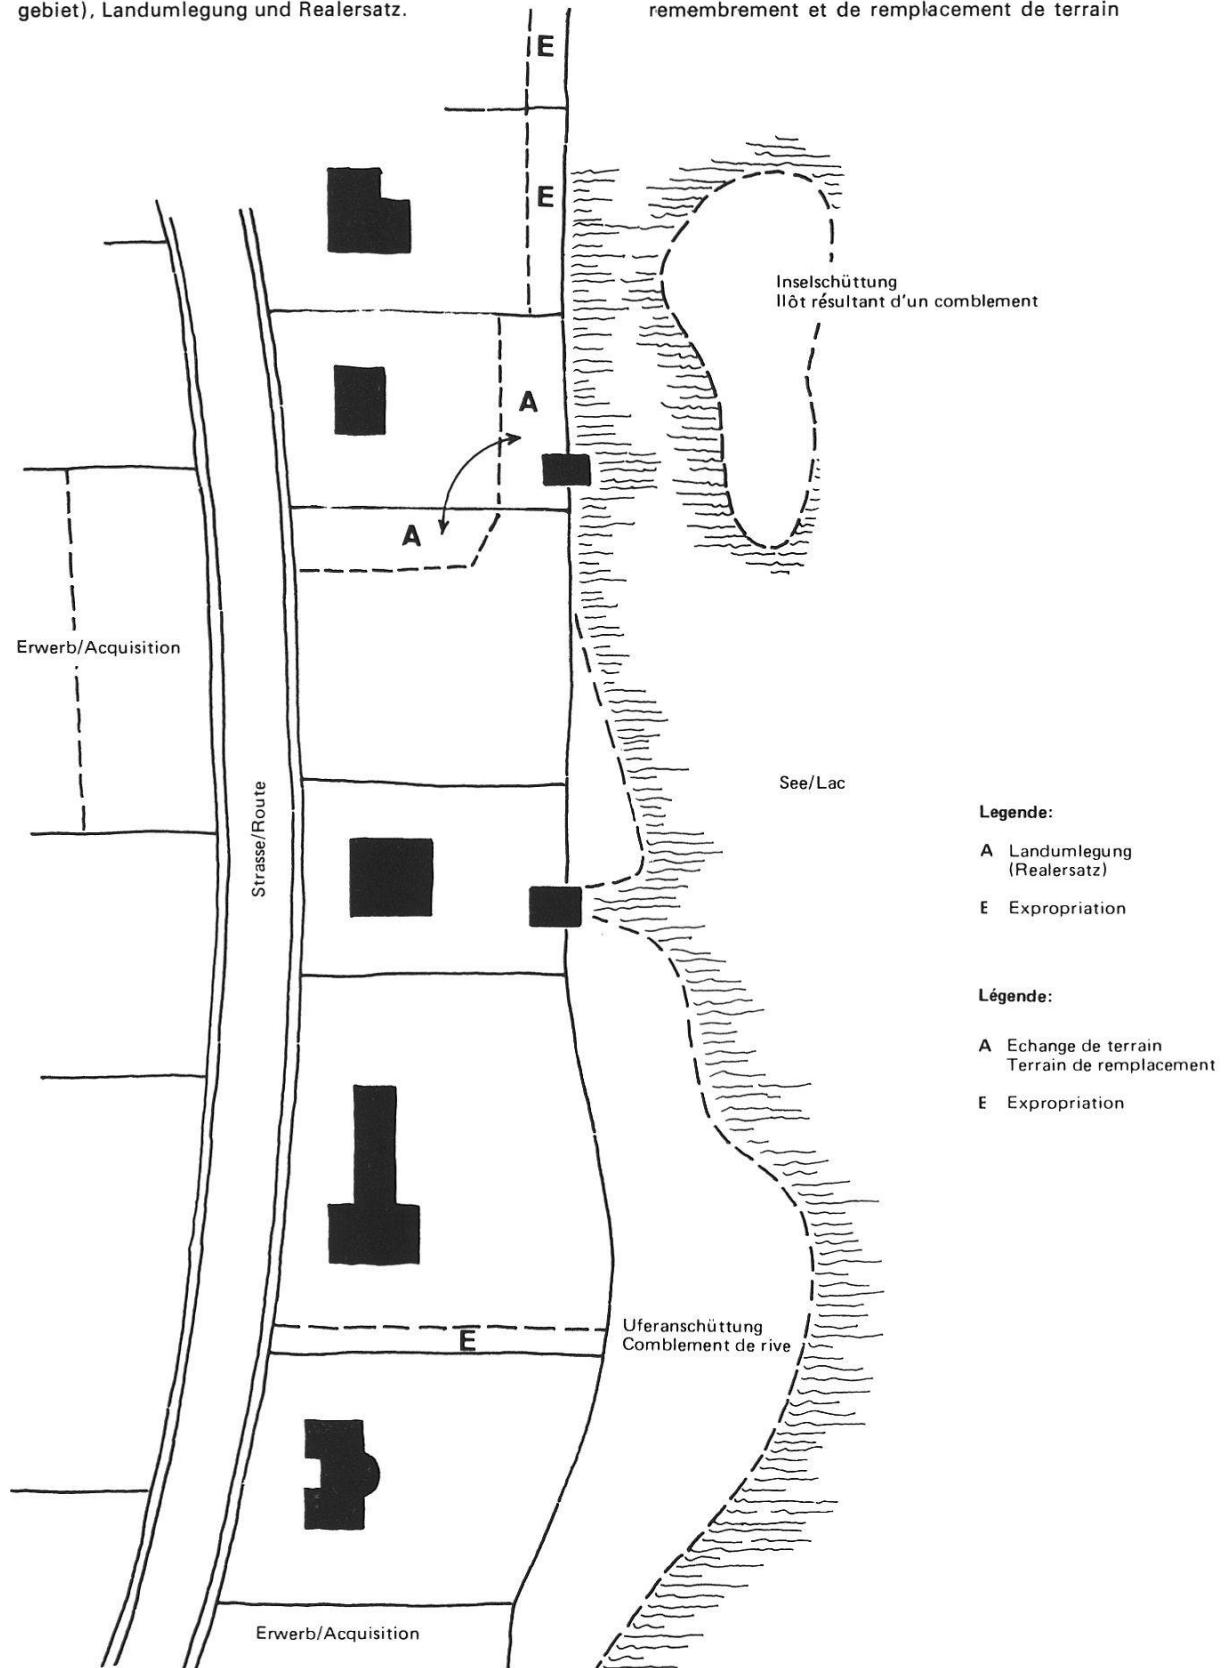 gebiet), Landumlegung und Realersatz.
remembrement et de remplacement de terrain
E
E
Inselschüttung
Ilôt résultant d'un comblement
A
A
Erwerb/Acquisition
Strasse/Route
See/Lac
Legende:
A Landumlegung
(Realersatz)
E Expropriation
Légende:
A Echange de terrain
Terrain de remplacement
E Expropriation
Uferanschüttung
Comblement de rive
E
Erwerb/Acquisition